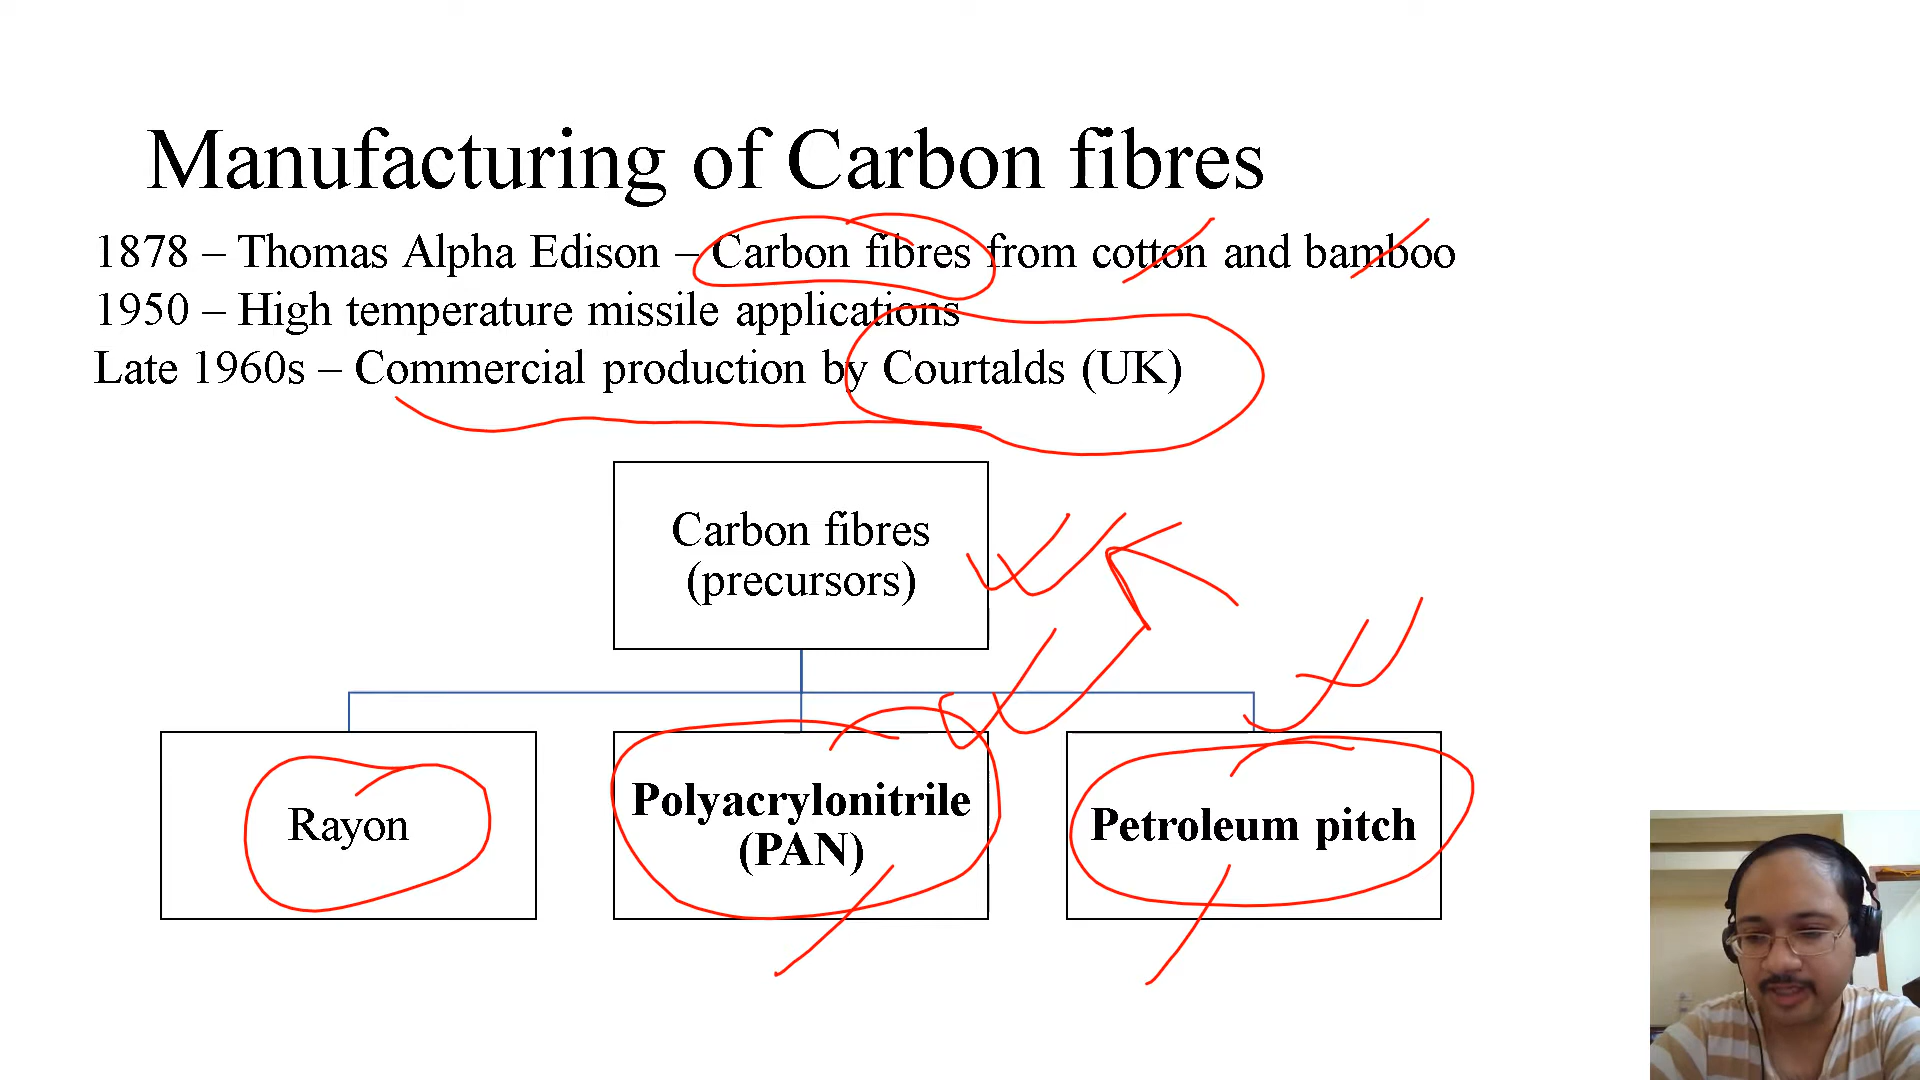 Manufacturing of Carbon fibres
1878 – Thomas Alpha Edison – Carbon fibres from cotton and bamboo
1950 – High temperature missile applications
Late 1960s – Commercial production by Courtalds (UK)
Carbon fibres
(precursors)
Rayon
Polyacrylonitrile
(PAN)
Petroleum pitch